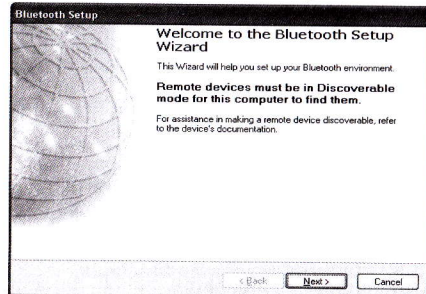 Bluetooth Setup
Welcome to the Bluetooth Setup
Wizard
This Wizard will help you set up your Bluetooth environment.
Remote devices must be in Discoverable
mode for this computer to find them.
For assistance in making a remote device discoverable, refer
to the device's documentation.
< Back Next > Cancel